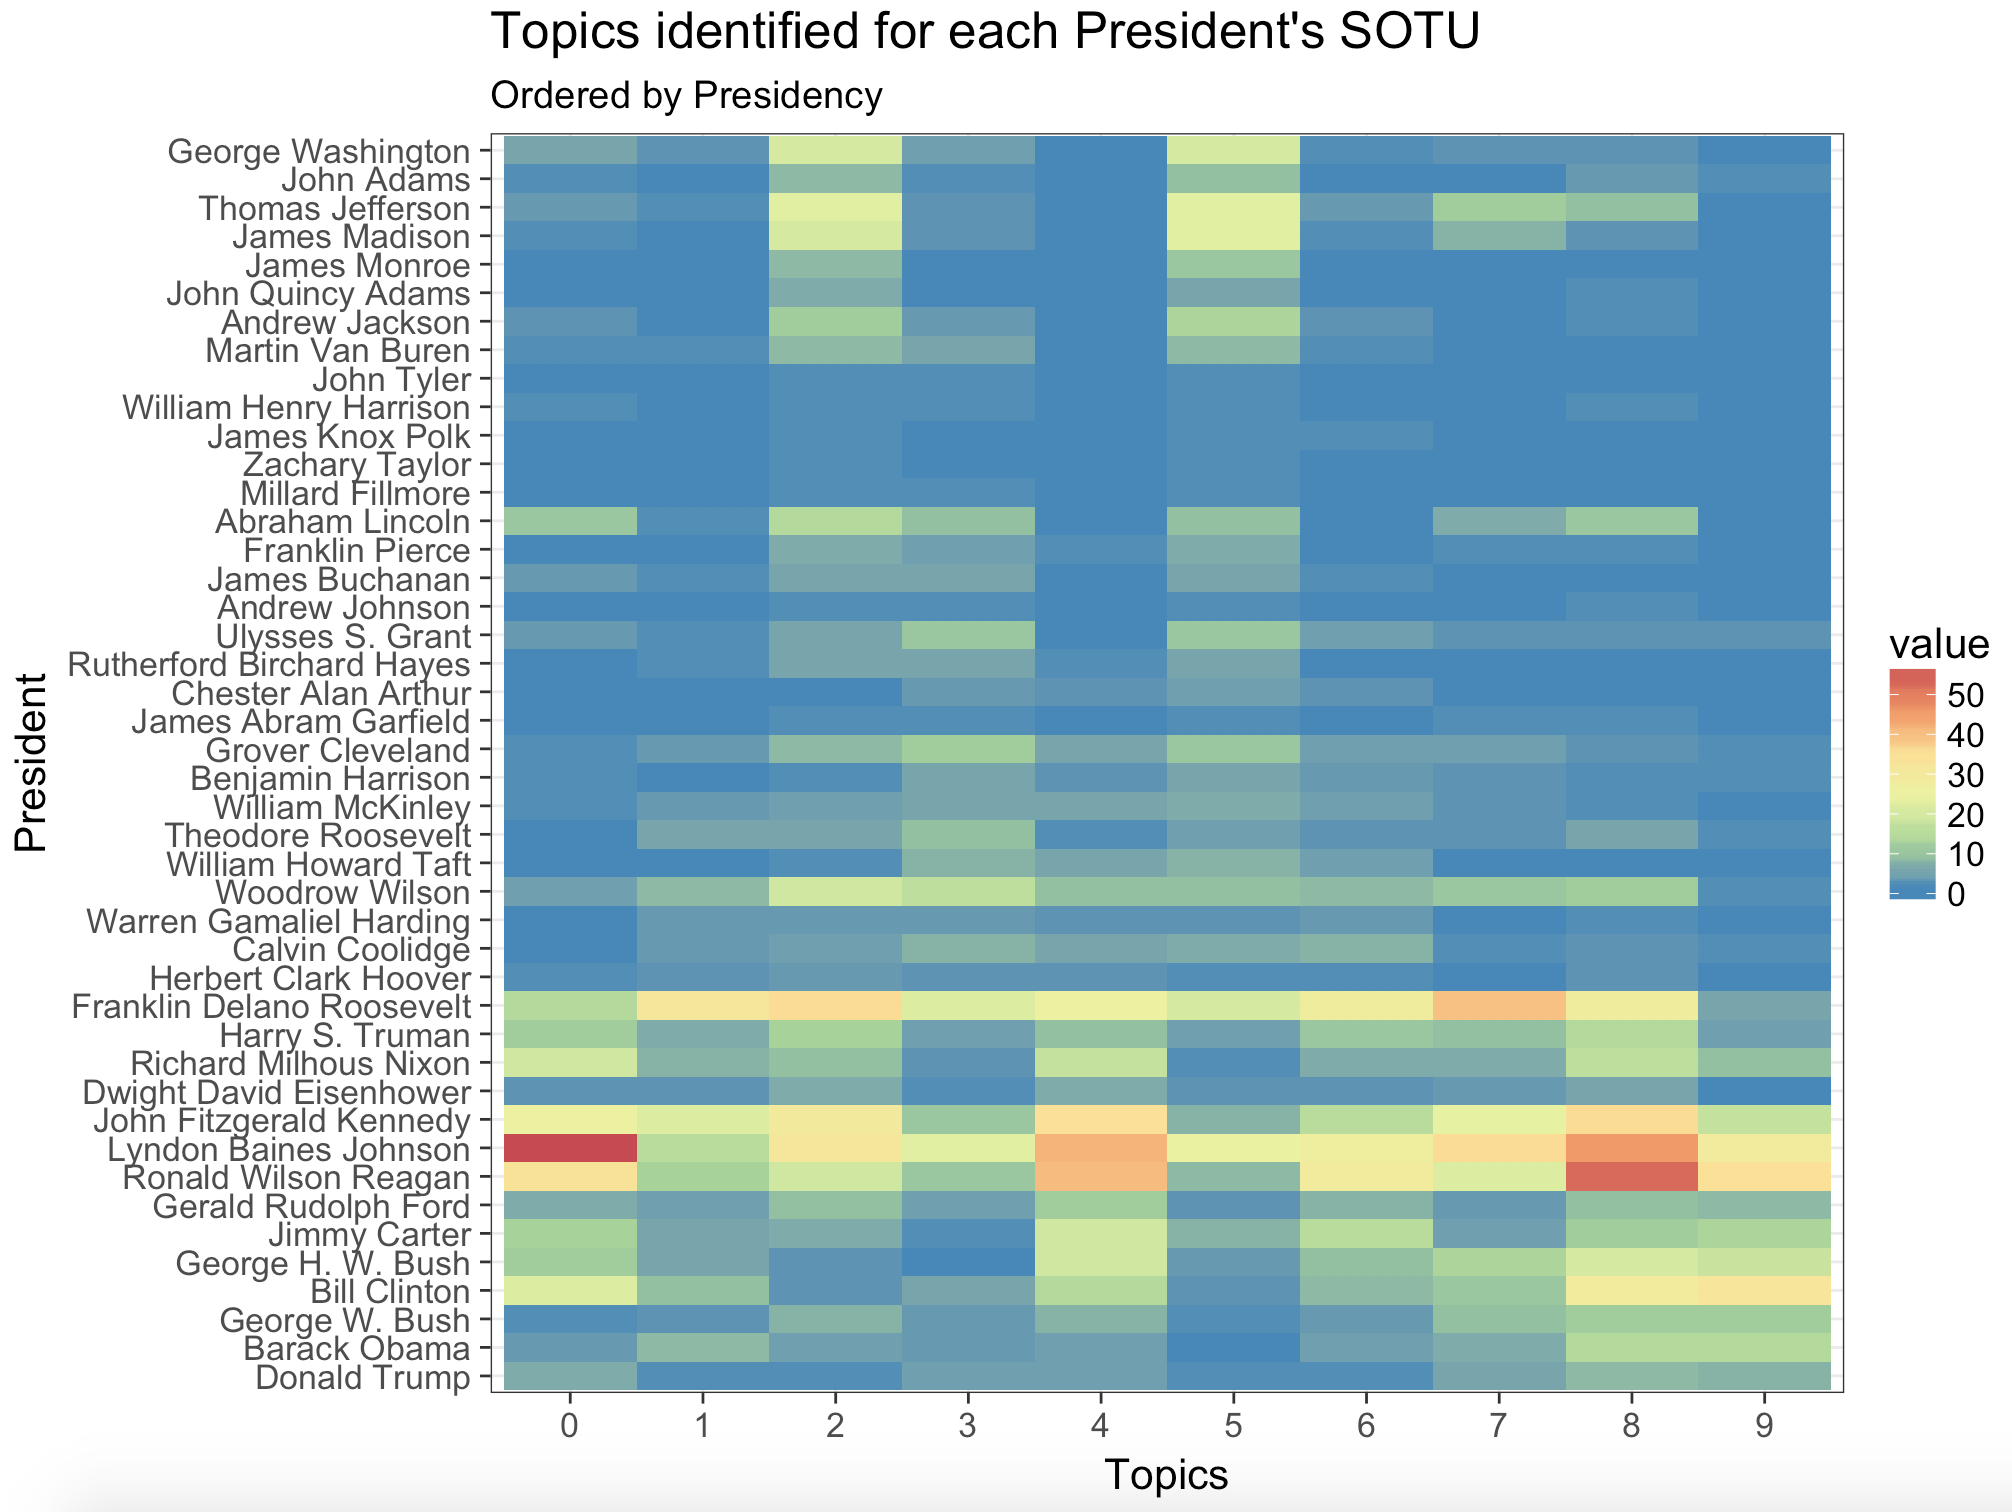 Topics identified for each President's SOTU
Ordered by Presidency
President
George Washington
John Adams
Thomas Jefferson
James Madison
James Monroe
John Quincy Adams
Andrew Jackson
Martin Van Buren
John Tyler
William Henry Harrison
James Knox Polk
Zachary Taylor
Millard Fillmore
Abraham Lincoln
Franklin Pierce
James Buchanan
Andrew Johnson
Ulysses S. Grant
Rutherford Birchard Hayes
Chester Alan Arthur
James Abram Garfield
Grover Cleveland
Benjamin Harrison
William McKinley
Theodore Roosevelt
William Howard Taft
Woodrow Wilson
Warren Gamaliel Harding
Calvin Coolidge
Herbert Clark Hoover
Franklin Delano Roosevelt
Harry S. Truman
Richard Milhous Nixon
Dwight David Eisenhower
John Fitzgerald Kennedy
Lyndon Baines Johnson
Ronald Wilson Reagan
Gerald Rudolph Ford
Jimmy Carter
George H. W. Bush
Bill Clinton
George W. Bush
Barack Obama
Donald Trump
0 1 2 3 4 5 6 7 8 9
Topics
value
50
40
30
20
10
0